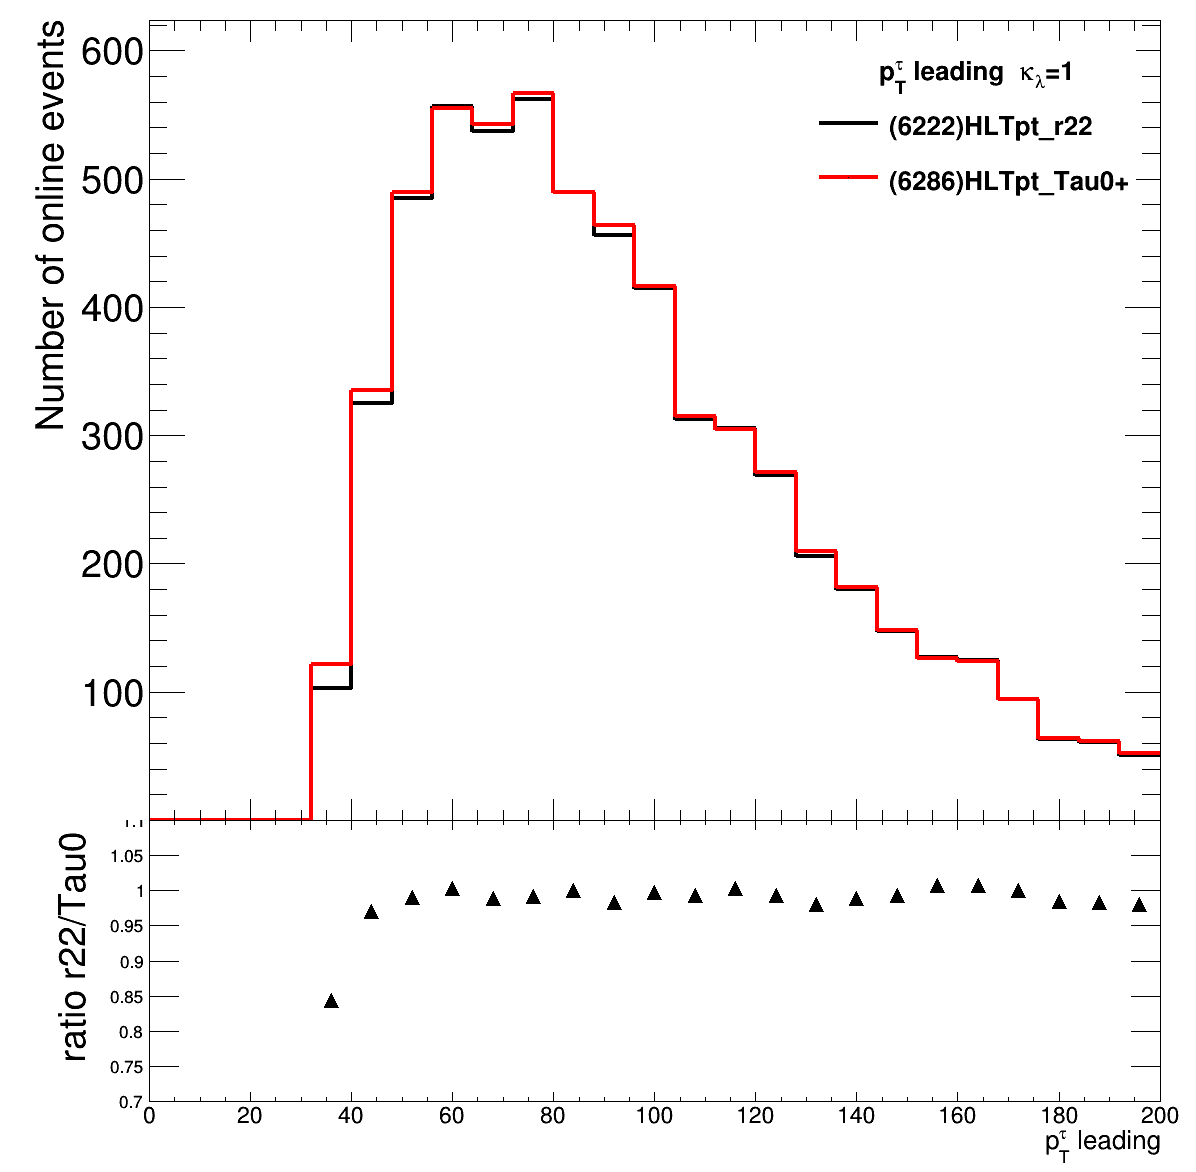 Number of online events
600
500
400
300
200
100
p_T^τ leading κ_λ=1
(6222)HLTpt_r22
(6286)HLTpt_Tau0+
ratio r22/Tau0
1.1
1.05
1
0.95
0.9
0.85
0.8
0.75
0.7
0 20 40 60 80 100 120 140 160 180 200
p_T^τ leading